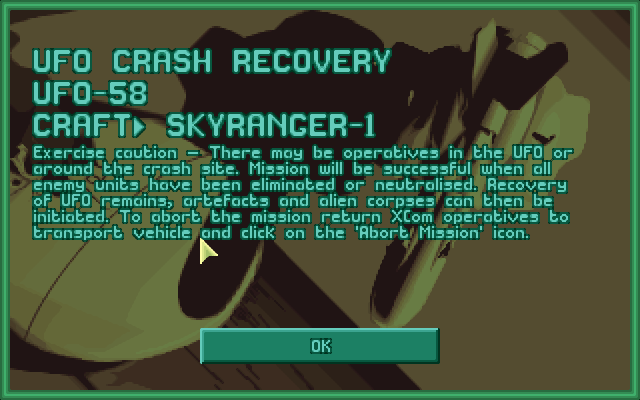 UFO CRASH RECOVERY
UFO-58
CRAFT> SKYRANGER-1
Exercise caution — There may be operatives in the UFO or
around the crash site. Mission will be successful when all
enemy units have been eliminated or neutralised. Recovery
of UFO remains, artefacts and alien corpses can then be
initiated. To abort the mission return XCom operatives to
transport vehicle and click on the 'Abort Mission' icon.
OK